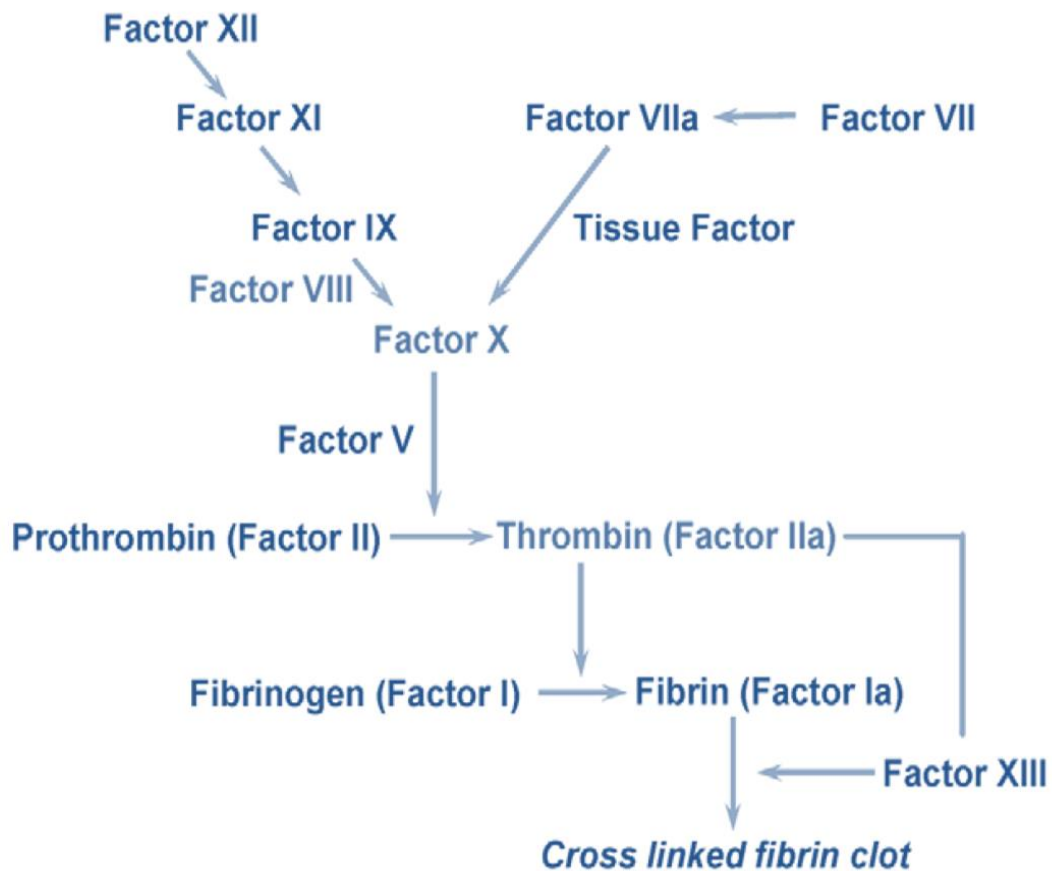 Factor XII
Factor XI
Factor VIIa
Factor VII
Factor IX
Tissue Factor
Factor VIII
Factor X
Factor V
Prothrombin (Factor II)
Thrombin (Factor IIa)
Fibrinogen (Factor I)
Fibrin (Factor Ia)
Factor XIII
Cross linked fibrin clot